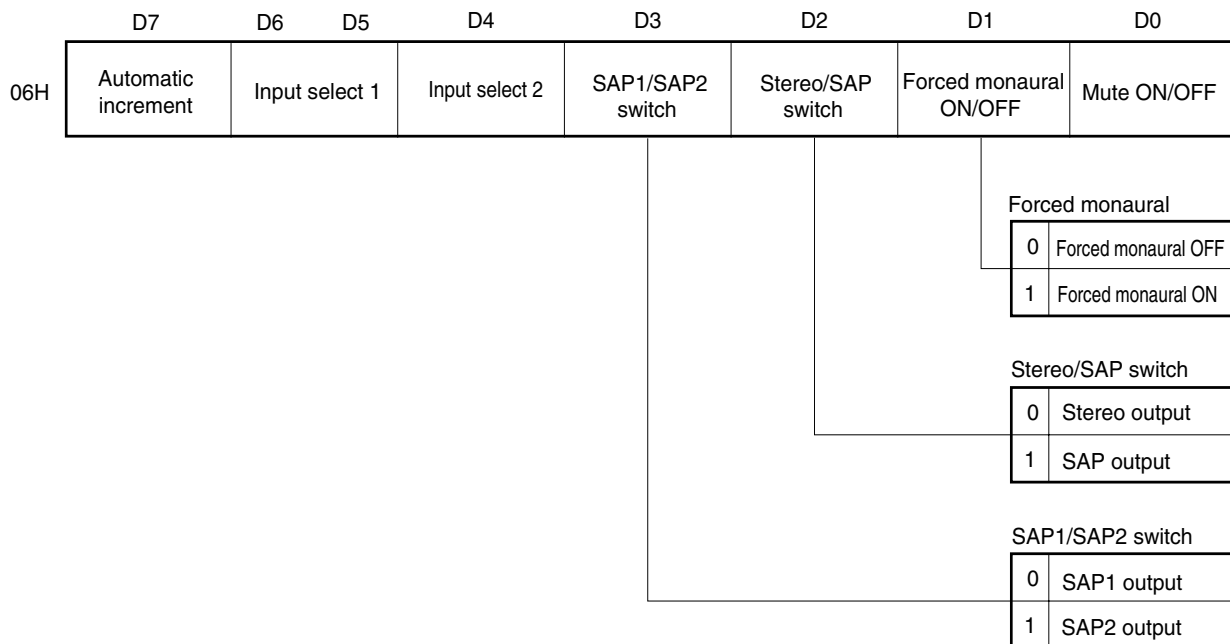 D7 D6 D5 D4 D3 D2 D1 D0
06H Automatic increment Input select 1 Input select 2 SAP1/SAP2 switch Stereo/SAP switch Forced monaural ON/OFF Mute ON/OFF
Forced monaural
0 Forced monaural OFF
1 Forced monaural ON
Stereo/SAP switch
0 Stereo output
1 SAP output
SAP1/SAP2 switch
0 SAP1 output
1 SAP2 output